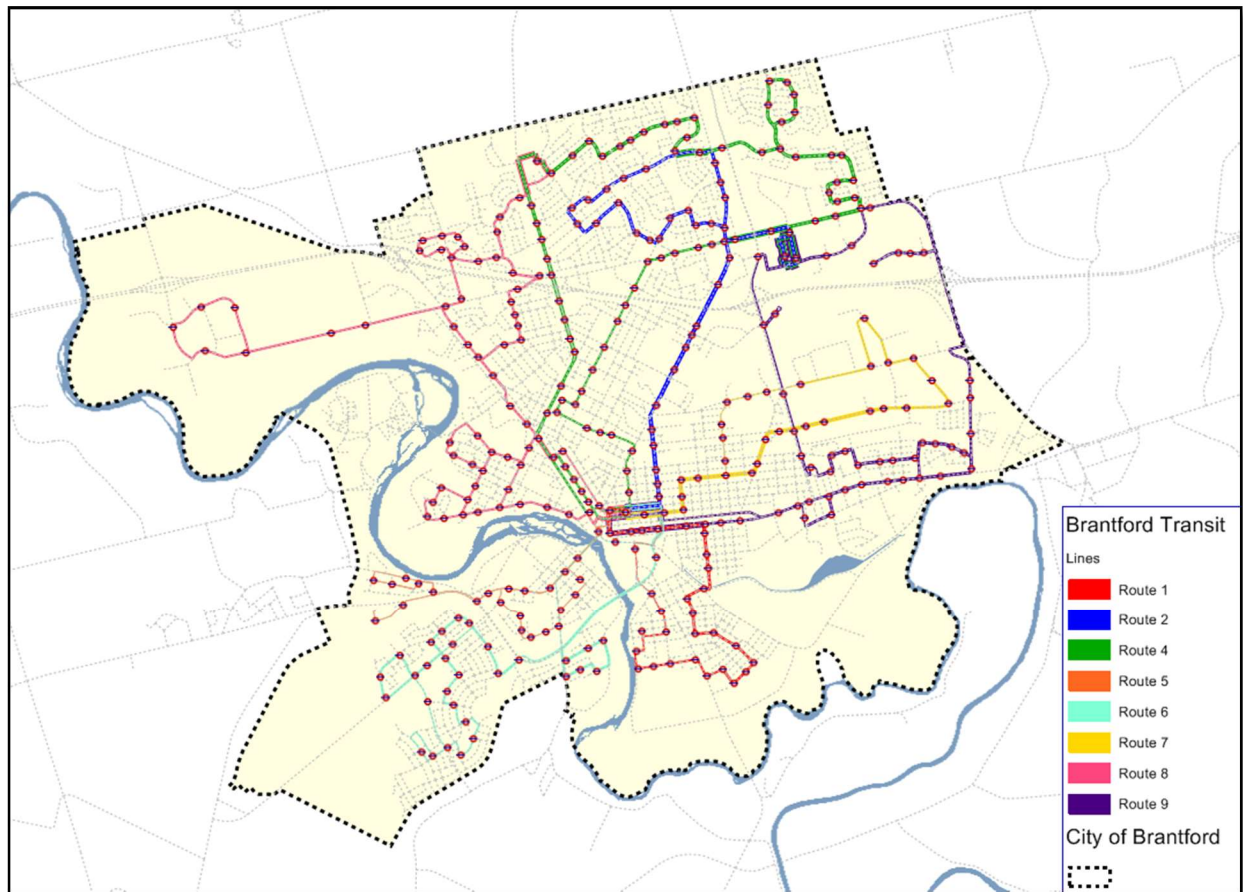 Brantford Transit
Lines
Route 1
Route 2
Route 4
Route 5
Route 6
Route 7
Route 8
Route 9
City of Brantford